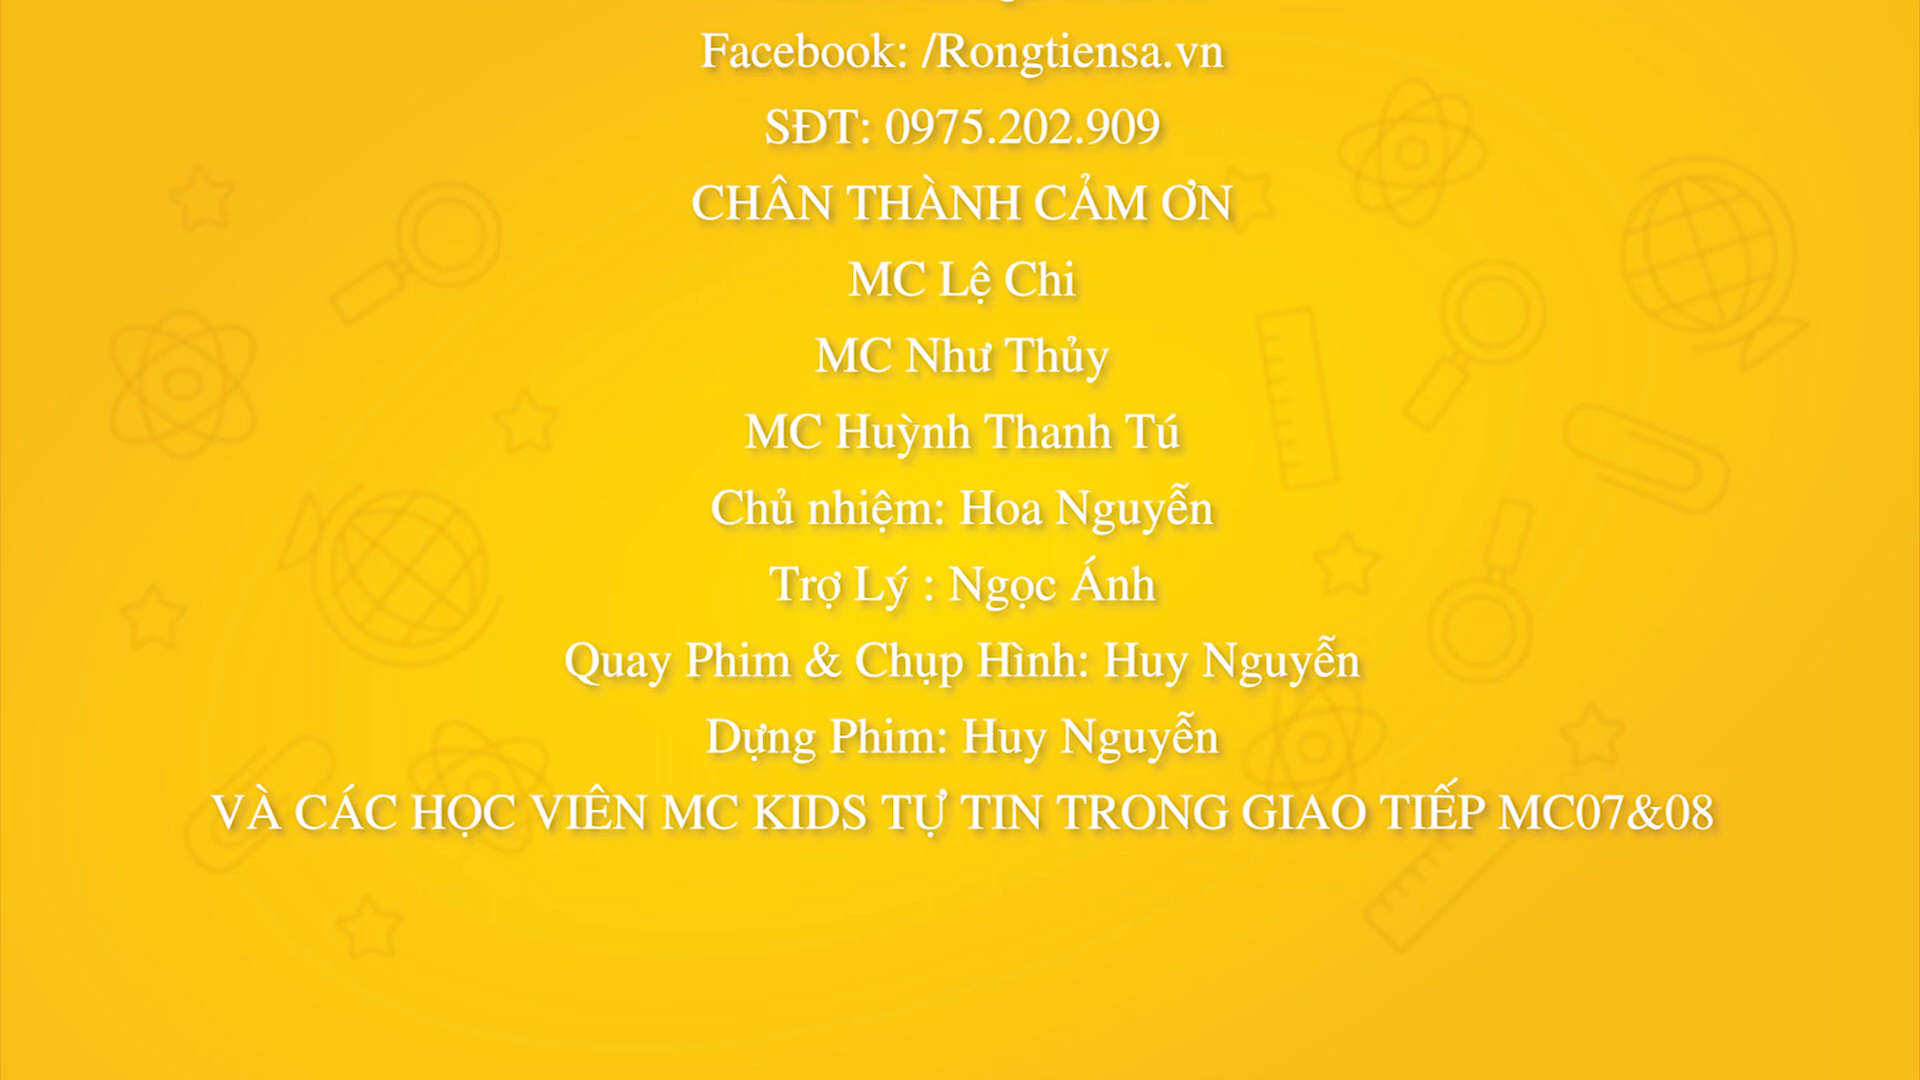 Facebook: /Rongtiensa.vn
SĐT: 0975.202.909
CHÂN THÀNH CẢM ƠN
MC Lệ Chi
MC Như Thủy
MC Huỳnh Thanh Tú
Chủ nhiệm: Hoa Nguyễn
Trợ Lý : Ngọc Ánh
Quay Phim & Chụp Hình: Huy Nguyễn
Dựng Phim: Huy Nguyễn
VÀ CÁC HỌC VIÊN MC KIDS TỰ TIN TRONG GIAO TIẾP MC07&08